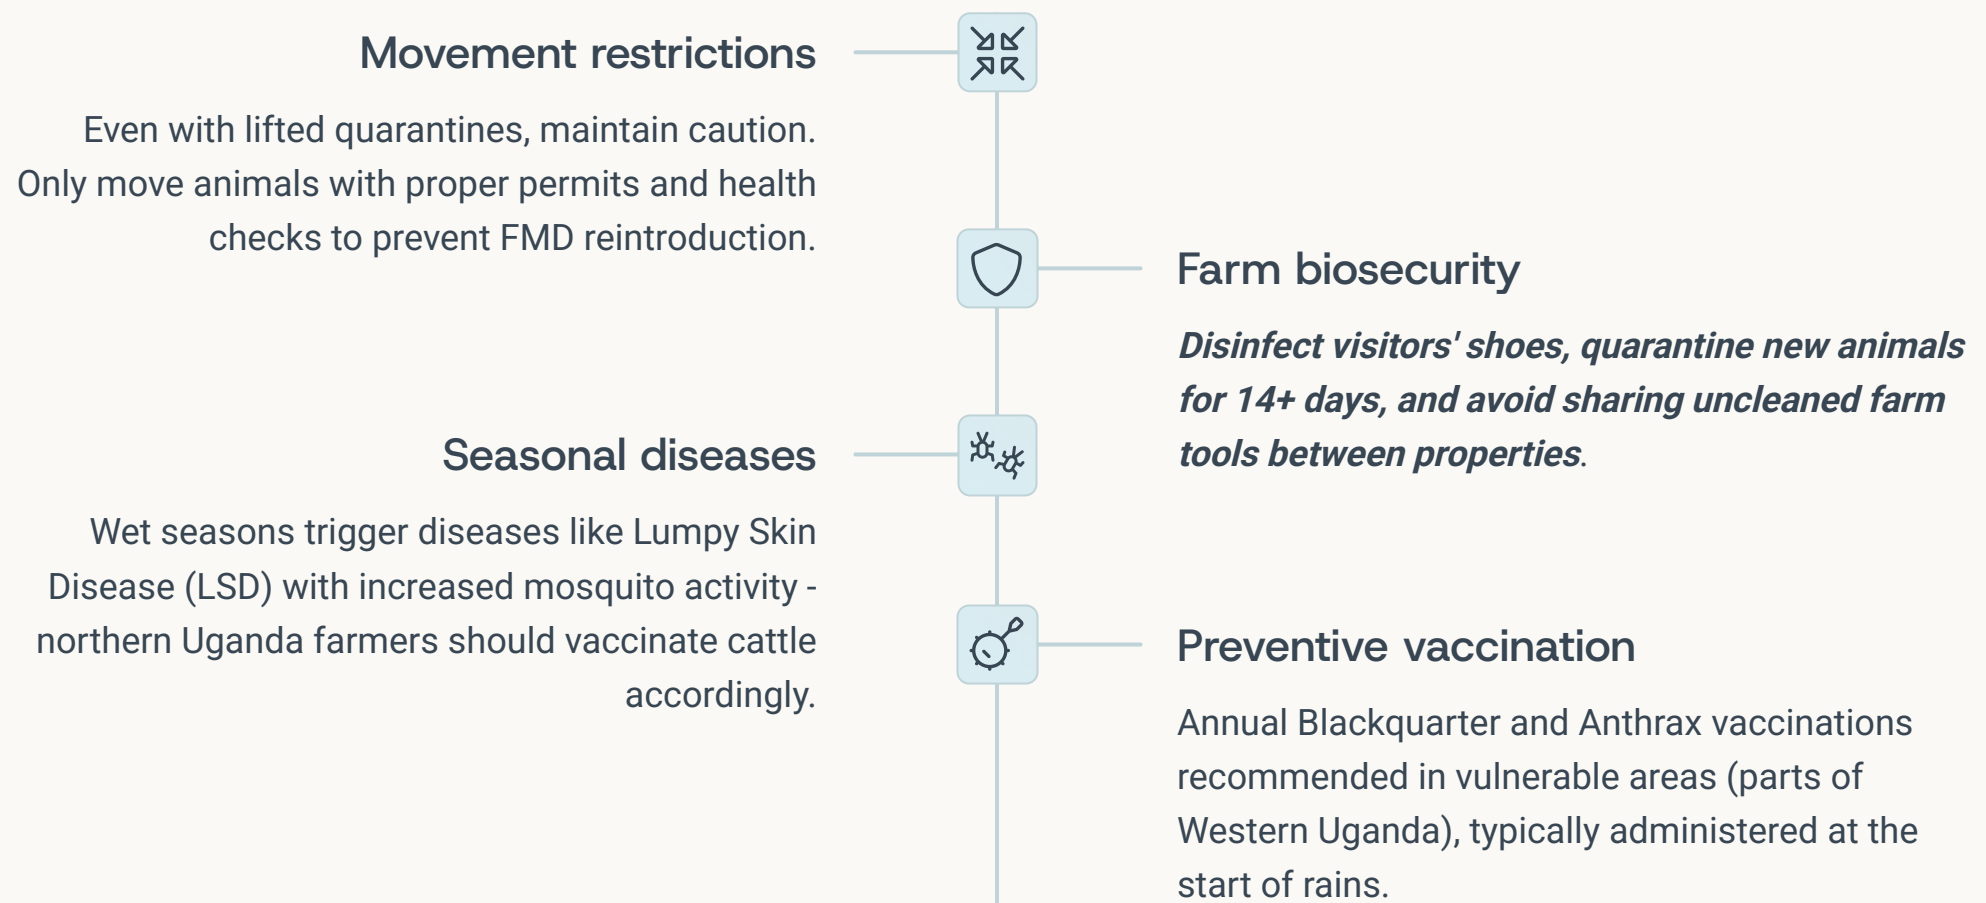 Movement restrictions
Even with lifted quarantines, maintain caution.
Only move animals with proper permits and health
checks to prevent FMD reintroduction.
Farm biosecurity
Disinfect visitors' shoes, quarantine new animals
for 14+ days, and avoid sharing uncleaned farm
tools between properties.
Seasonal diseases
Wet seasons trigger diseases like Lumpy Skin
Disease (LSD) with increased mosquito activity -
northern Uganda farmers should vaccinate cattle
accordingly.
Preventive vaccination
Annual Blackquarter and Anthrax vaccinations
recommended in vulnerable areas (parts of
Western Uganda), typically administered at the
start of rains.